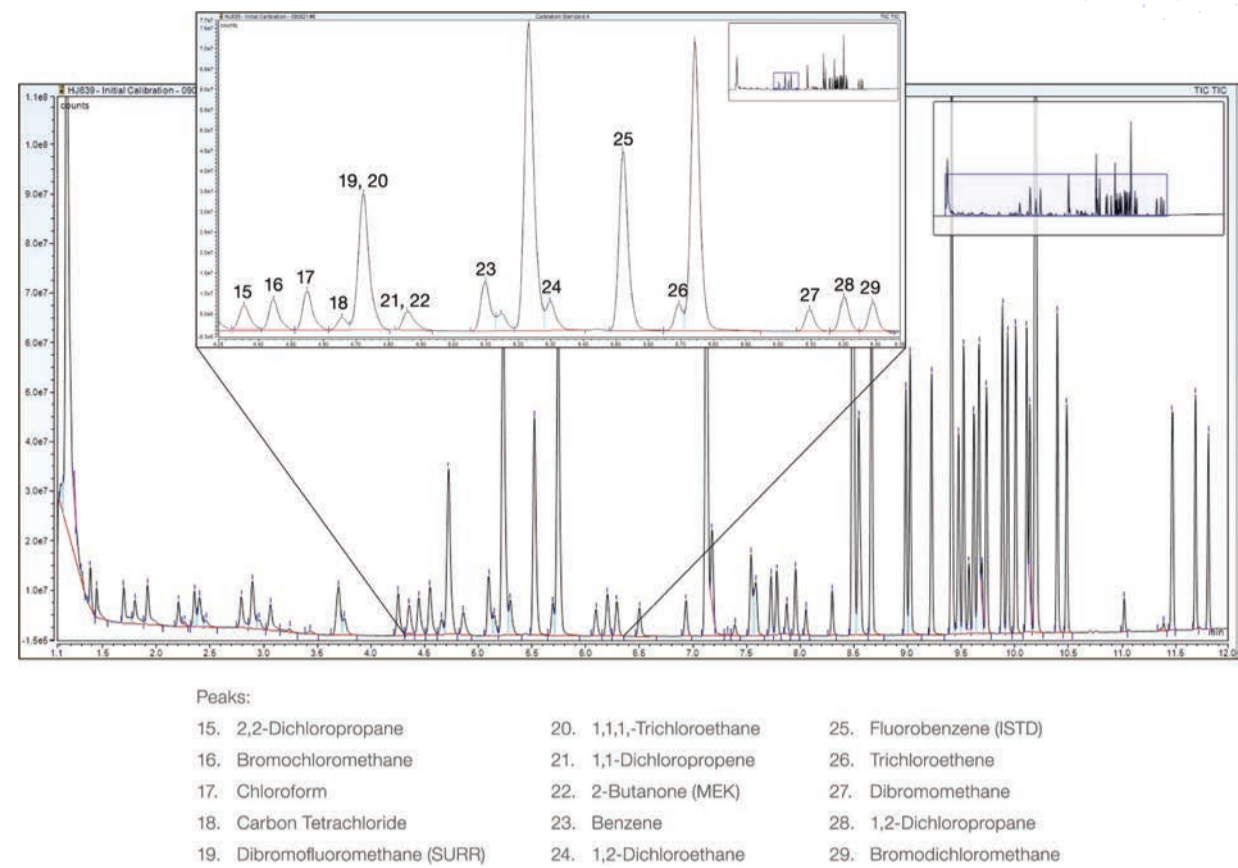 HJ839 - Initial Calibration - 090
TIC TIC
counts
1.1e8
1.0e8
9.0e7
8.0e7
7.0e7
6.0e7
5.0e7
4.0e7
3.0e7
2.0e7
1.0e7
-1.5e6
1.1 1.5 2.0 2.5 3.0 3.5 4.0 4.5 5.0 5.5 6.0 6.5 7.0 7.5 8.0 8.5 9.0 9.5 10.0 10.5 11.0 11.5 12.0
min
Calibration Standard 4
TIC TIC
counts
15
16
17
18
19, 20
21, 22
23
24
25
26
27
28
29
Peaks:
15. 2,2-Dichloropropane
16. Bromochloromethane
17. Chloroform
18. Carbon Tetrachloride
19. Dibromofluoromethane (SURR)
20. 1,1,1,-Trichloroethane
21. 1,1-Dichloropropene
22. 2-Butanone (MEK)
23. Benzene
24. 1,2-Dichloroethane
25. Fluorobenzene (ISTD)
26. Trichloroethene
27. Dibromomethane
28. 1,2-Dichloropropane
29. Bromodichloromethane